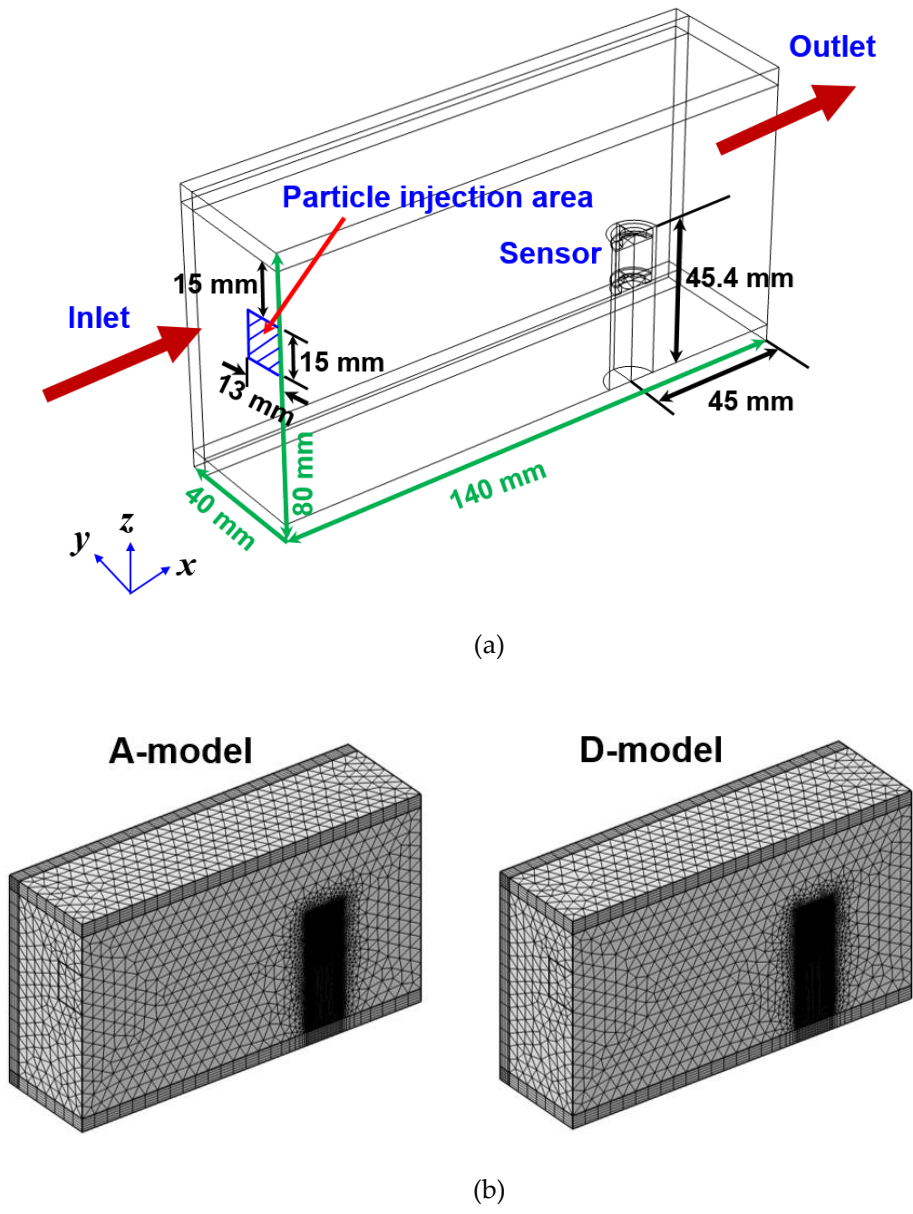 Outlet
Particle injection area
Sensor
15 mm
45.4 mm
Inlet
15 mm
13 mm
45 mm
80 mm
140 mm
40 mm
z
y
x
(a)
A-model
D-model
(b)